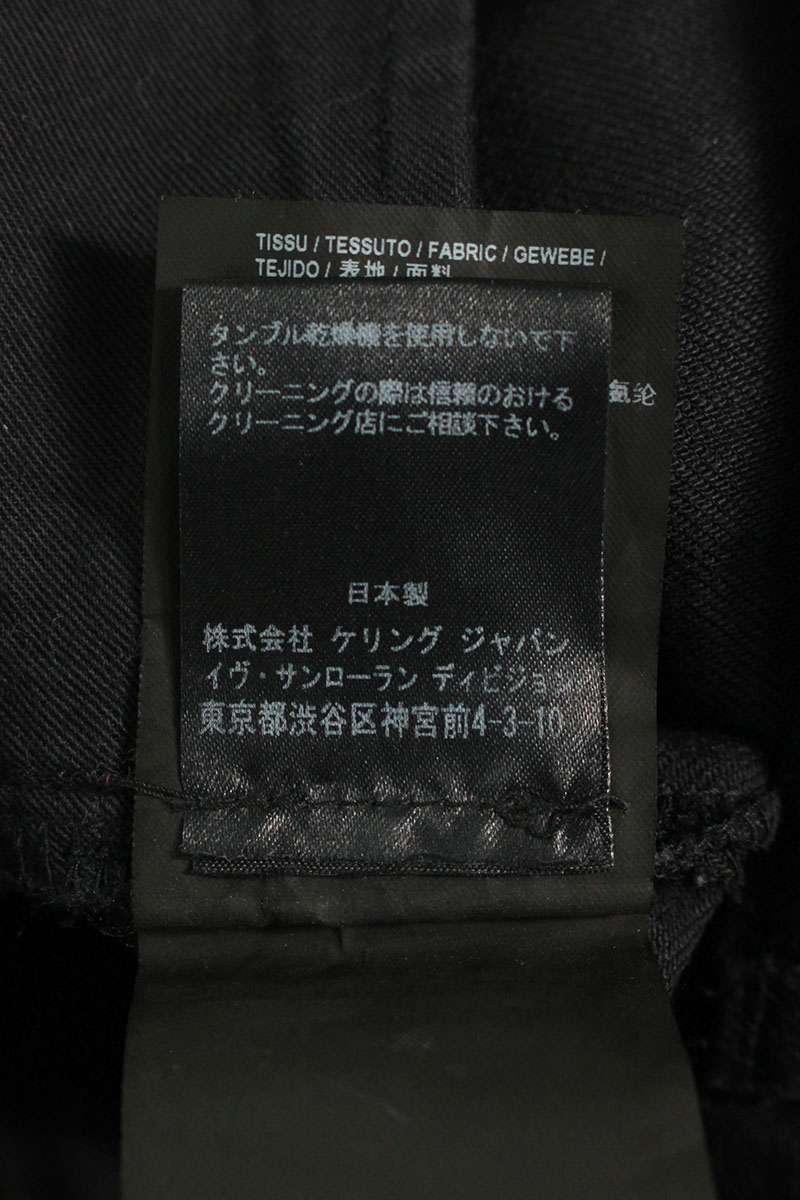 TISSU / TESSUTO / FABRIC / GEWEBE /
TEJIDO / 表地 / 面料
タンブル乾燥機を使用しないで下
さい。
クリーニングの際は信頼のおける
クリーニング店にご相談下さい。
氨纶
日本製
株式会社 ケリング ジャパン
イヴ・サンローラン ディビジョン
東京都渋谷区神宮前4-3-10